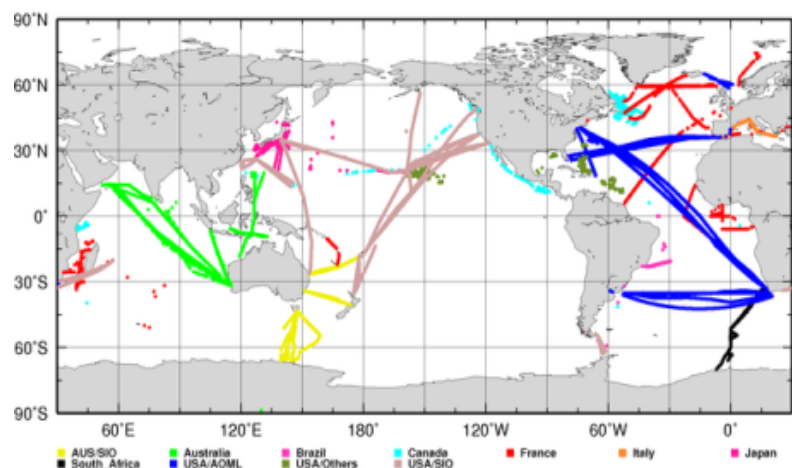 90°N
60°N
30°N
0°
30°S
60°S
90°S
60°E 120°E 180° 120°W 60°W 0°
AUS/SIO Australia Brazil Canada France Italy Japan
South Africa USA/AOML USA/Others USA/SIO